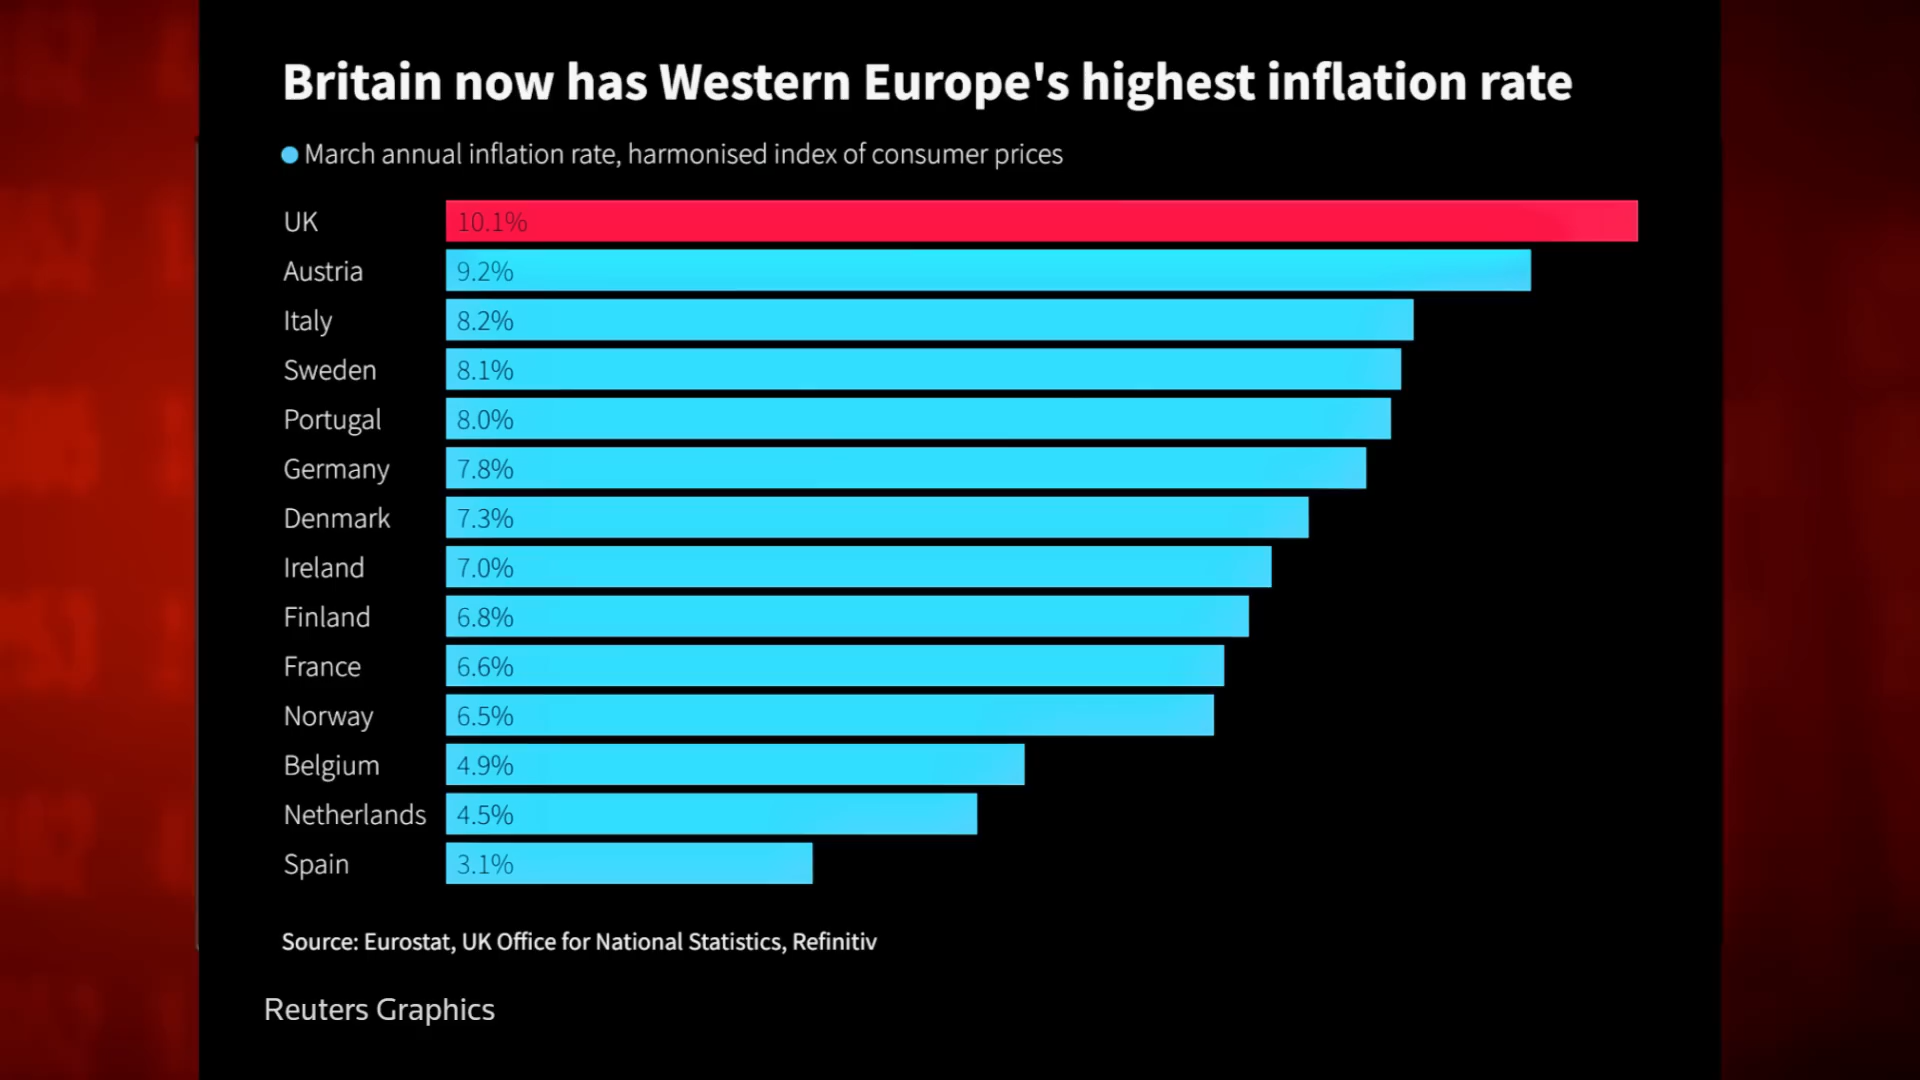 Britain now has Western Europe's highest inflation rate
March annual inflation rate, harmonised index of consumer prices
UK 10.1%
Austria 9.2%
Italy 8.2%
Sweden 8.1%
Portugal 8.0%
Germany 7.8%
Denmark 7.3%
Ireland 7.0%
Finland 6.8%
France 6.6%
Norway 6.5%
Belgium 4.9%
Netherlands 4.5%
Spain 3.1%
Source: Eurostat, UK Office for National Statistics, Refinitiv
Reuters Graphics